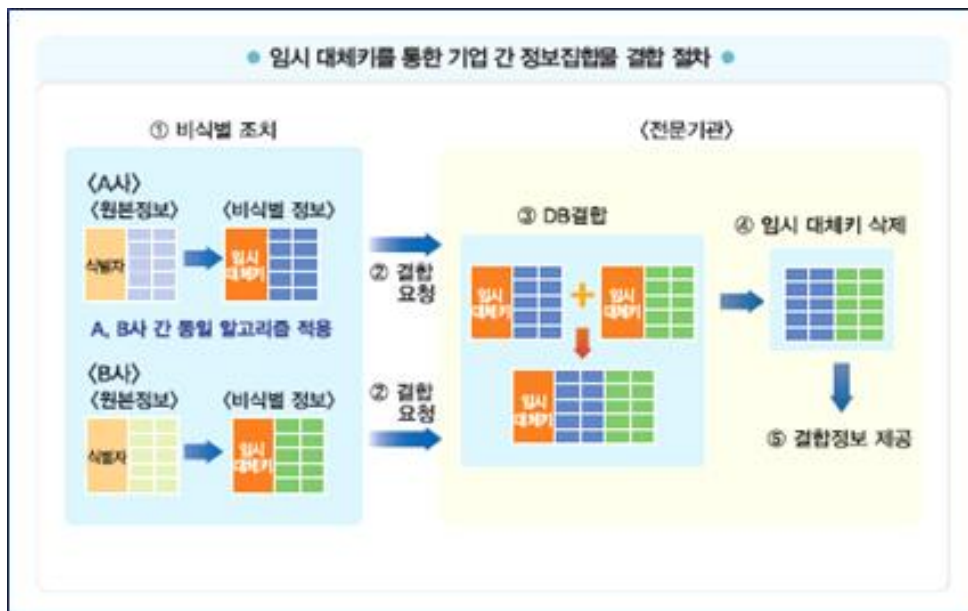 임시 대체키를 통한 기업 간 정보집합물 결합 절차
① 비식별 조치
〈A사〉
〈원본정보〉
〈비식별 정보〉
식별자
임시
대체키
A, B사 간 동일 알고리즘 적용
〈B사〉
〈원본정보〉
〈비식별 정보〉
식별자
임시
대체키
② 결합
요청
② 결합
요청
〈전문기관〉
③ DB결합
임시
대체키
+
임시
대체키
임시
대체키
④ 임시 대체키 삭제
⑤ 결합정보 제공